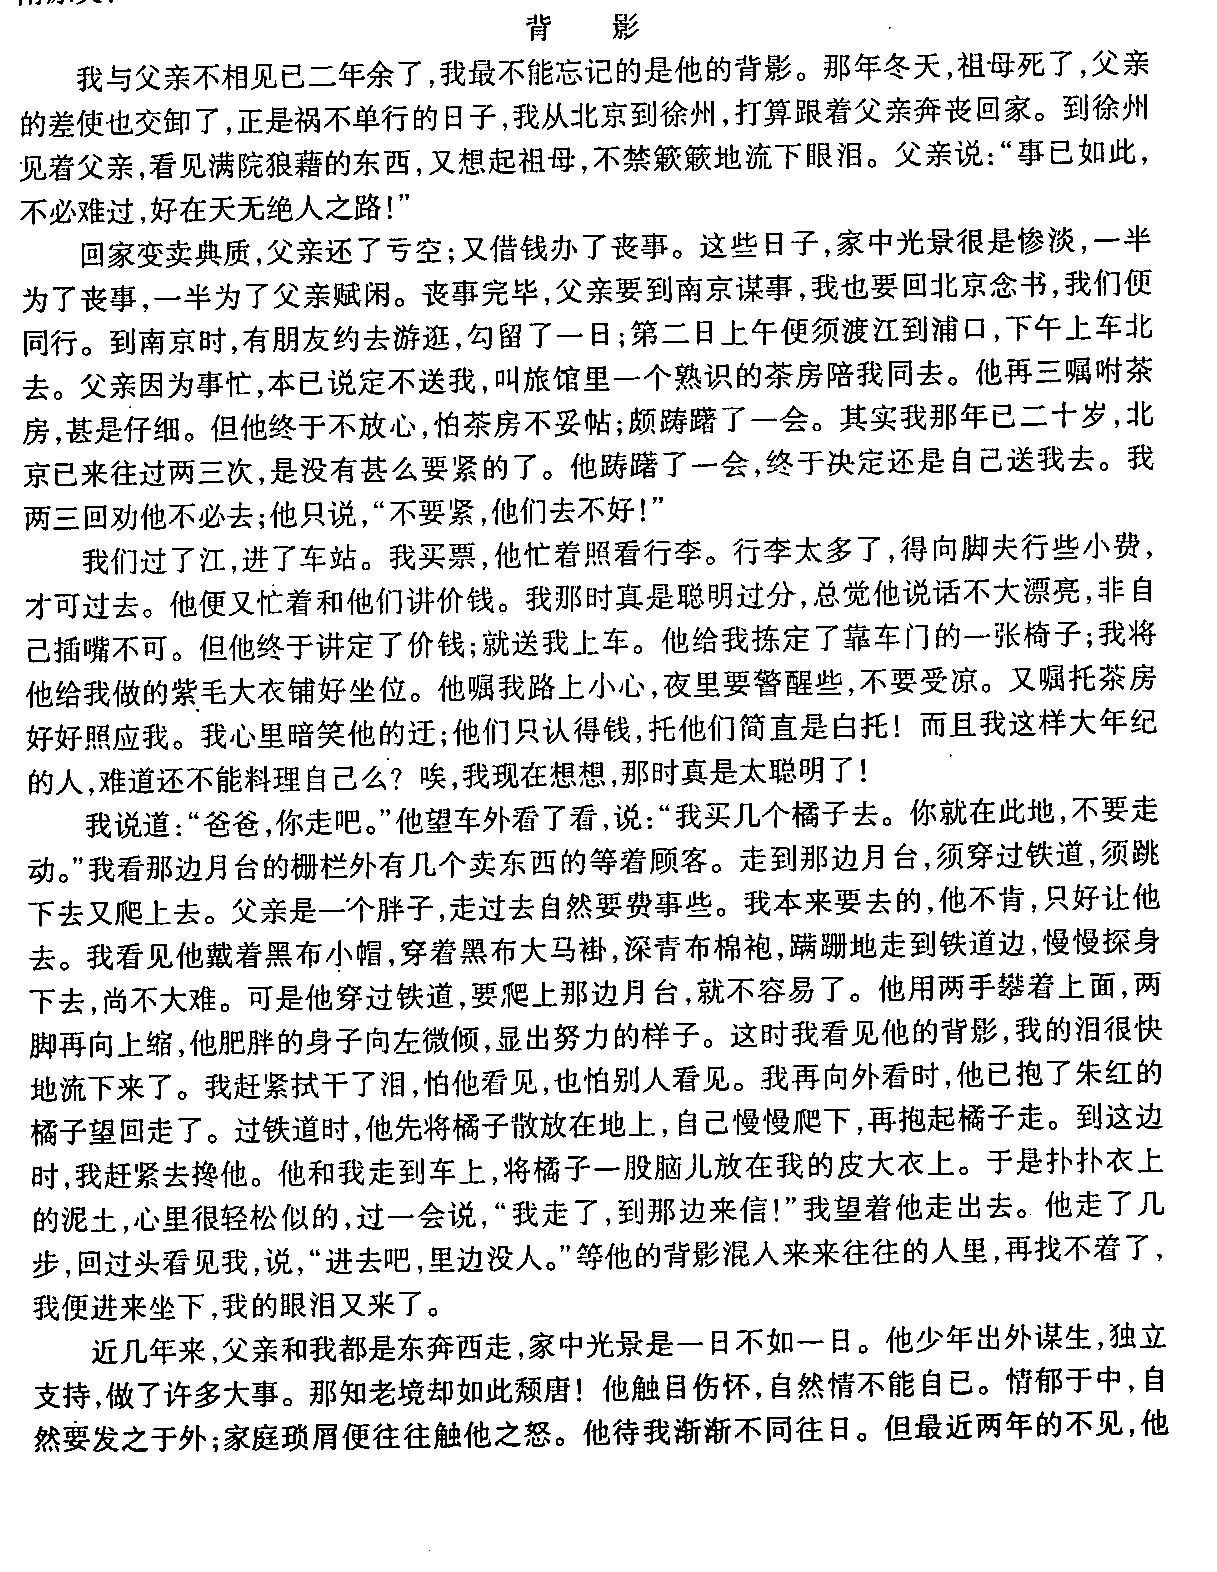 背 影
我与父亲不相见已二年余了,我最不能忘记的是他的背影。那年冬天,祖母死了,父亲
的差使也交卸了,正是祸不单行的日子,我从北京到徐州,打算跟着父亲奔丧回家。到徐州
见着父亲,看见满院狼藉的东西,又想起祖母,不禁簌簌地流下眼泪。父亲说:“事已如此,
不必难过,好在天无绝人之路!”
回家变卖典质,父亲还了亏空;又借钱办了丧事。这些日子,家中光景很是惨淡,一半
为了丧事,一半为了父亲赋闲。丧事完毕,父亲要到南京谋事,我也要回北京念书,我们便
同行。到南京时,有朋友约去游逛,勾留了一日;第二日上午便须渡江到浦口,下午上车北
去。父亲因为事忙,本已说定不送我,叫旅馆里一个熟识的茶房陪我同去。他再三嘱咐茶
房,甚是仔细。但他终于不放心,怕茶房不妥帖;颇踌躇了一会。其实我那年已二十岁,北
京已来往过两三次,是没有甚么要紧的了。他踌躇了一会,终于决定还是自己送我去。我
两三回劝他不必去;他只说,“不要紧,他们去不好!”
我们过了江,进了车站。我买票,他忙着照看行李。行李太多了,得向脚夫行些小费,
才可过去。他便又忙着和他们讲价钱。我那时真是聪明过分,总觉他说话不大漂亮,非自
己插嘴不可。但他终于讲定了价钱;就送我上车。他给我拣定了靠车门的一张椅子;我将
他给我做的紫毛大衣铺好坐位。他嘱我路上小心,夜里要警醒些,不要受凉。又嘱托茶房
好好照应我。我心里暗笑他的迂;他们只认得钱,托他们简直是白托! 而且我这样大年纪
的人,难道还不能料理自己么? 唉,我现在想想,那时真是太聪明了!
我说道:“爸爸,你走吧。”他望车外看了看,说:“我买几个橘子去。你就在此地,不要走
动。”我看那边月台的栅栏外有几个卖东西的等着顾客。走到那边月台,须穿过铁道,须跳
下去又爬上去。父亲是一个胖子,走过去自然要费事些。我本来要去的,他不肯,只好让他
去。我看见他戴着黑布小帽,穿着黑布大马褂,深青布棉袍,蹒跚地走到铁道边,慢慢探身
下去,尚不大难。可是他穿过铁道,要爬上那边月台,就不容易了。他用两手攀着上面,两
脚再向上缩,他肥胖的身子向左微倾,显出努力的样子。这时我看见他的背影,我的泪很快
地流下来了。我赶紧拭干了泪,怕他看见,也怕别人看见。我再向外看时,他已抱了朱红的
橘子望回走了。过铁道时,他先将橘子散放在地上,自己慢慢爬下,再抱起橘子走。到这边
时,我赶紧去搀他。他和我走到车上,将橘子一股脑儿放在我的皮大衣上。于是扑扑衣上
的泥土,心里很轻松似的,过一会说,“我走了,到那边来信!”我望着他走出去。他走了几
步,回过头看见我,说,“进去吧,里边没人。”等他的背影混入来来往往的人里,再找不着了,
我便进来坐下,我的眼泪又来了。
近几年来,父亲和我都是东奔西走,家中光景是一日不如一日。他少年出外谋生,独立
支持,做了许多大事。那知老境却如此颓唐! 他触目伤怀,自然情不能自已。情郁于中,自
然要发之于外;家庭琐屑便往往触他之怒。他待我渐渐不同往日。但最近两年的不见,他